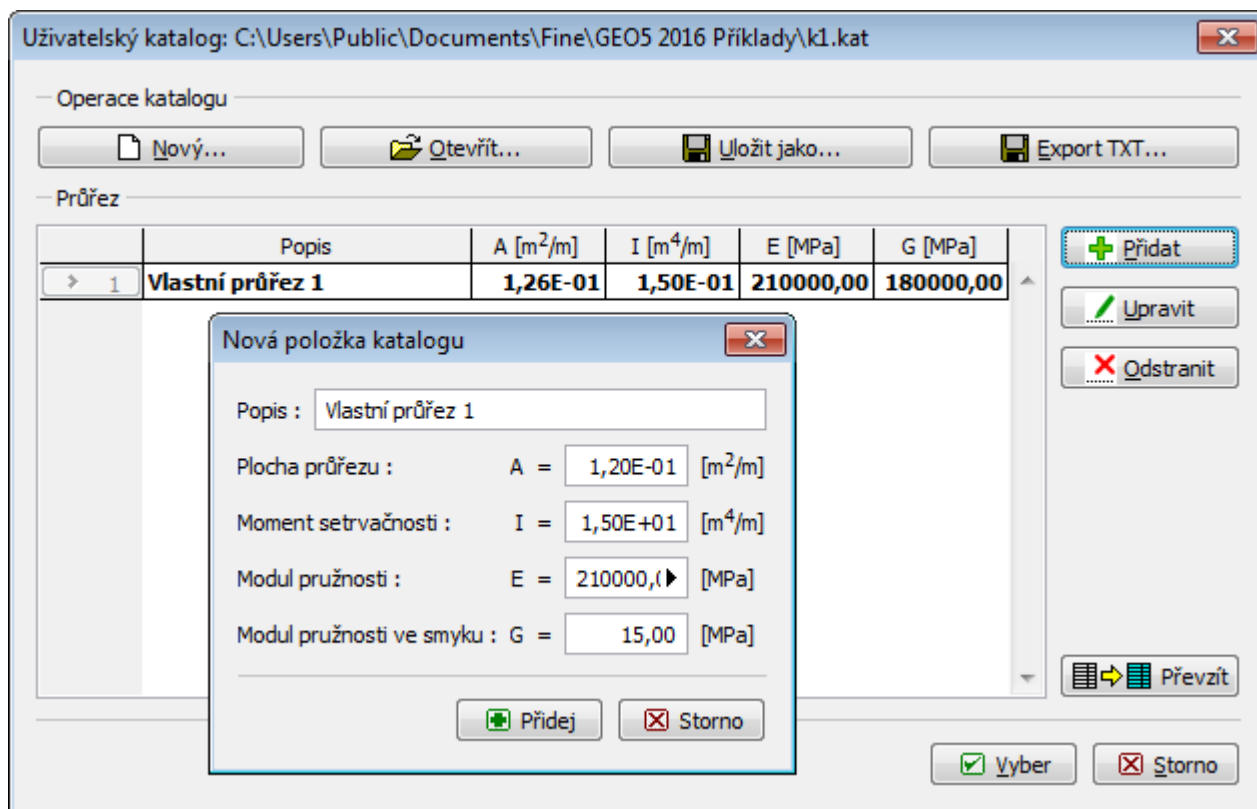 Uživatelský katalog: C:\Users\Public\Documents\Fine\GEO5 2016 Příklady\k1.kat
Operace katalogu
Nový... Otevřít... Uložit jako... Export TXT...
Průřez
Popis A [m²/m] I [m⁴/m] E [MPa] G [MPa]
1 Vlastní průřez 1 1,26E-01 1,50E-01 210000,00 180000,00
Přidat
Upravit
Odstranit
Nová položka katalogu
Popis : Vlastní průřez 1
Plocha průřezu : A = 1,20E-01 [m²/m]
Moment setrvačnosti : I = 1,50E+01 [m⁴/m]
Modul pružnosti : E = 210000,( [MPa]
Modul pružnosti ve smyku : G = 15,00 [MPa]
Přidej Storno
Převzít
Vyber Storno